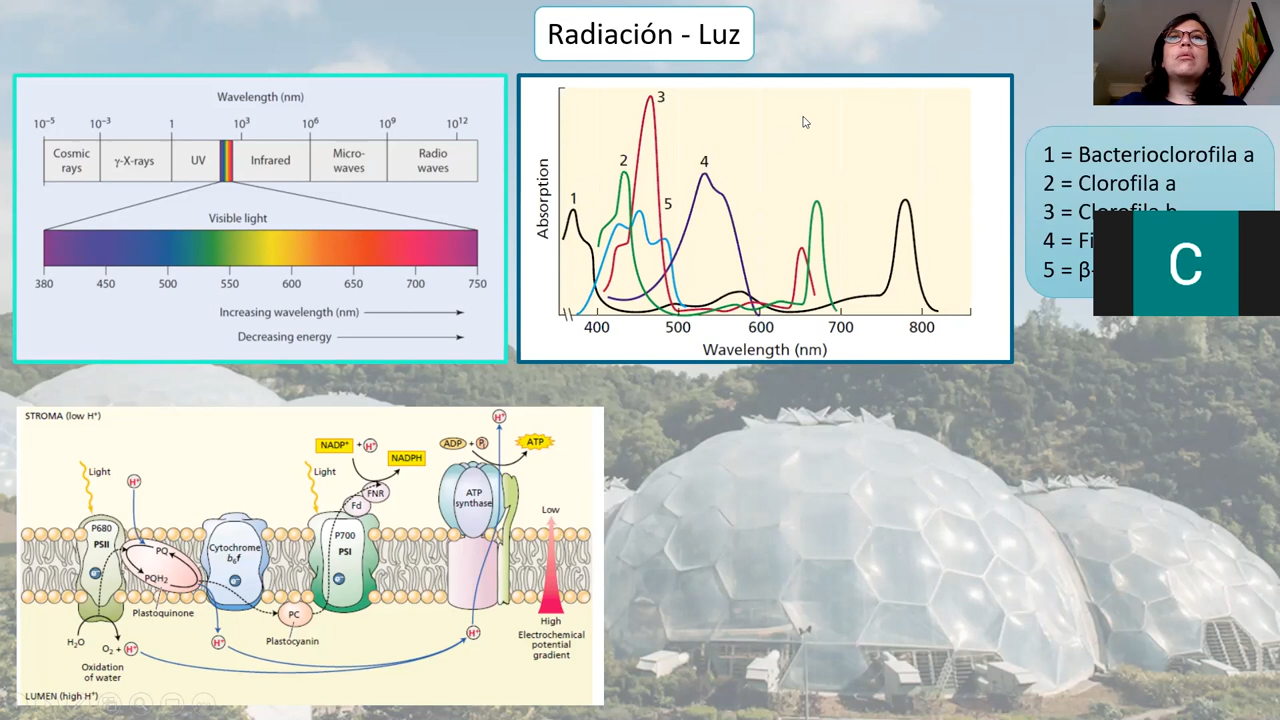 Radiación - Luz
Wavelength (nm)
10⁻⁵ 10⁻³ 1 10³ 10⁶ 10⁹ 10¹²
Cosmic rays
γ-X-rays
UV
Infrared
Micro-
waves
Radio
waves
Visible light
380 450 500 550 600 650 700 750
Increasing wavelength (nm)
Decreasing energy
Absorption
1
2
3
4
5
400 500 600 700 800
Wavelength (nm)
1 = Bacterioclorofila a
2 = Clorofila a
3 = Clorofila b
4 = Fi
5 = β-
C
STROMA (low H⁺)
Light
H⁺
P680
PSII
PQ
PQH₂
Plastoquinone
Cytochrome
b₆f
e⁻
H₂O
O₂ + H⁺
Oxidation
of water
H⁺
PC
Plastocyanin
Light
P700
PSI
Fd
FNR
NADP⁺ + H⁺
NADPH
ADP + Pi
ATP
H⁺
ATP
synthase
H⁺
Low
High
Electrochemical
potential
gradient
LUMEN (high H⁺)